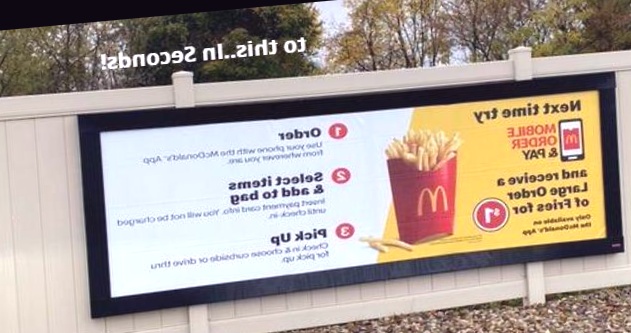 to this..In Seconds!
Next time try
MOBILE
ORDER
& PAY
and receive a
Large Order
of Fries for
$1
Only available on
the McDonald's App
1 Order
Use your phone with the McDonald's App
from wherever you are.
2 Select items
& add to bag
Insert payment card info. You will not be charged
until check-in.
3 Pick Up
Check in & choose curbside or drive thru
for pick up.